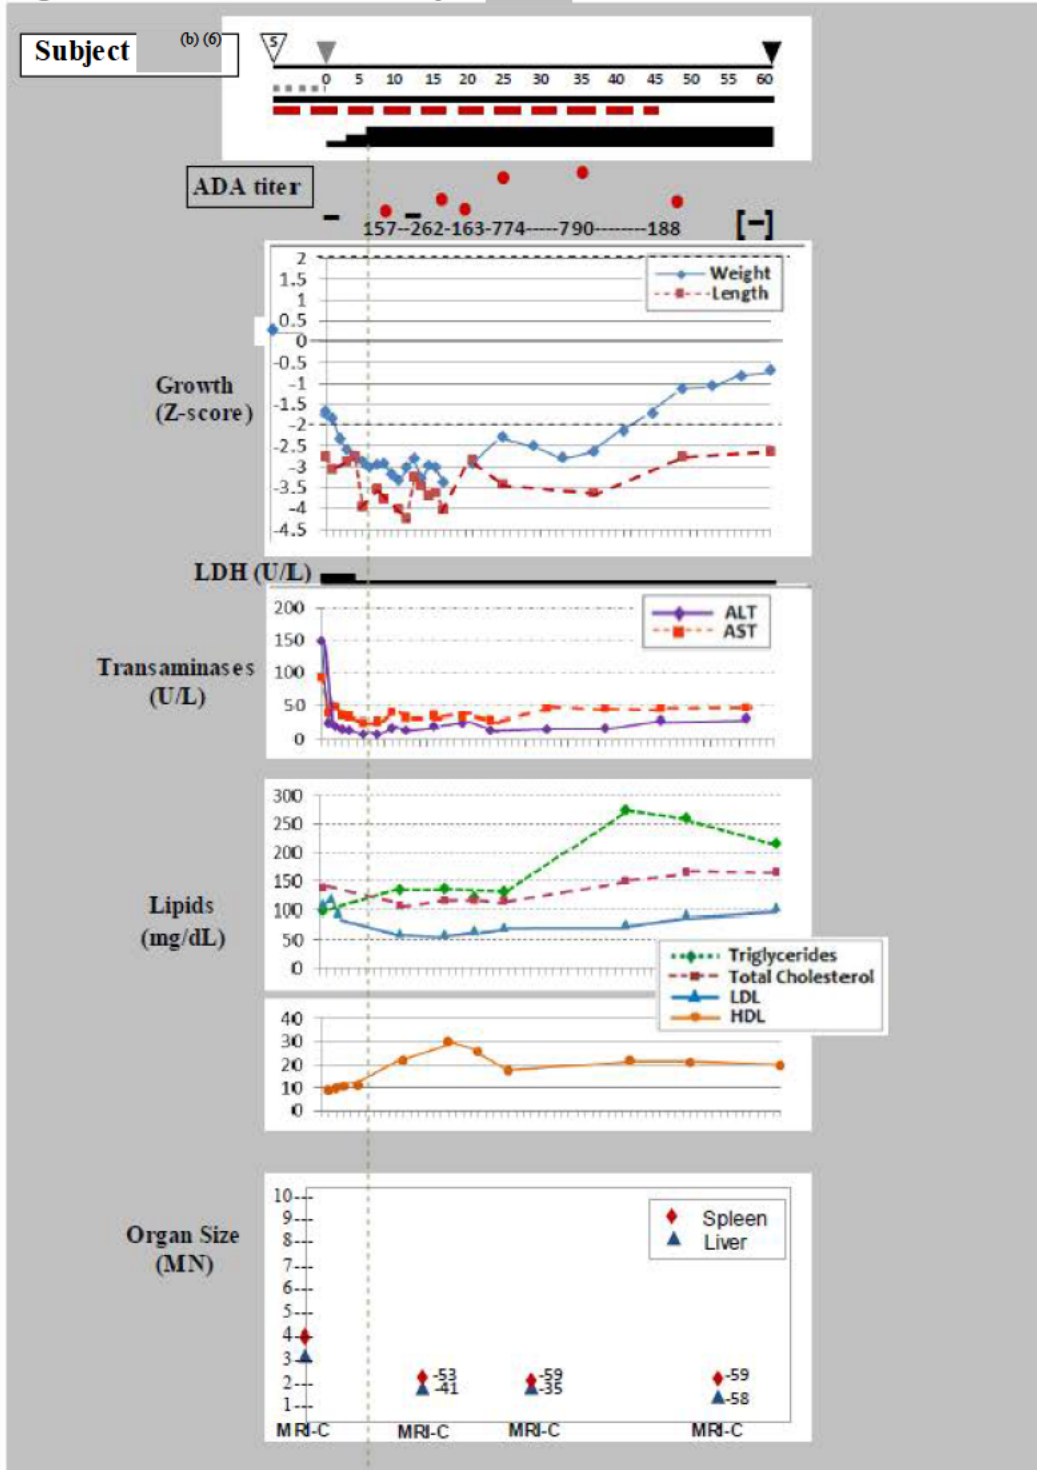 Subject (b) (6)
S
0 5 10 15 20 25 30 35 40 45 50 55 60
ADA titer
[-]
157--262-163-774-----790--------188
2
1.5
1
0.5
0
-0.5
-1
-1.5
-2
-2.5
-3
-3.5
-4
-4.5
Weight
Length
Growth
(Z-score)
LDH (U/L)
200
150
100
50
0
ALT
AST
Transaminases
(U/L)
300
250
200
150
100
50
0
Lipids
(mg/dL)
Triglycerides
Total Cholesterol
LDL
HDL
40
30
20
10
0
Organ Size
(MN)
10
9
8
7
6
5
4
3
2
1
Spleen
Liver
-53
-41
-59
-35
-59
-58
MRI-C MRI-C MRI-C MRI-C